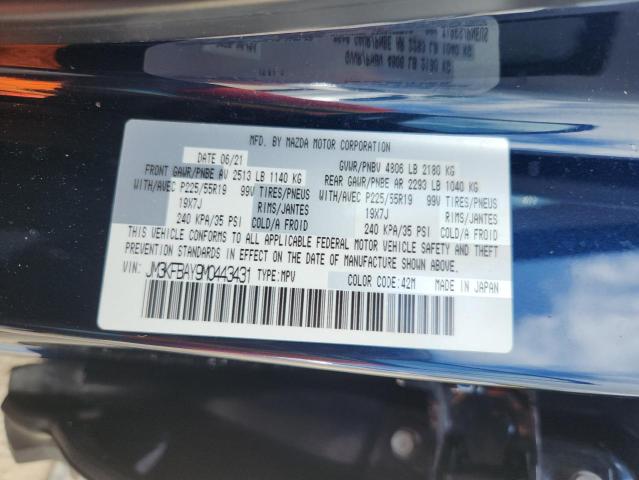 MFD. BY MAZDA MOTOR CORPORATION
DATE 06/21
GVWR/PNBV 4806 LB 2180 KG
FRONT GAWR/PNBE AV 2513 LB 1140 KG
REAR GAWR/PNBE AR 2293 LB 1040 KG
WITH/AVEC P225/55R19 99V TIRES/PNEUS
WITH/AVEC P225/55R19 99V TIRES/PNEUS
19X7J RIMS/JANTES
19X7J RIMS/JANTES
240 KPA/35 PSI COLD/A FROID
240 KPA/35 PSI COLD/A FROID
THIS VEHICLE CONFORMS TO ALL APPLICABLE FEDERAL MOTOR VEHICLE SAFETY AND THEFT
PREVENTION STANDARDS IN EFFECT ON THE DATE OF MANUFACTURE SHOWN ABOVE.
VIN: JM3KFBAY9M0443431 TYPE:MPV COLOR CODE:42M MADE IN JAPAN